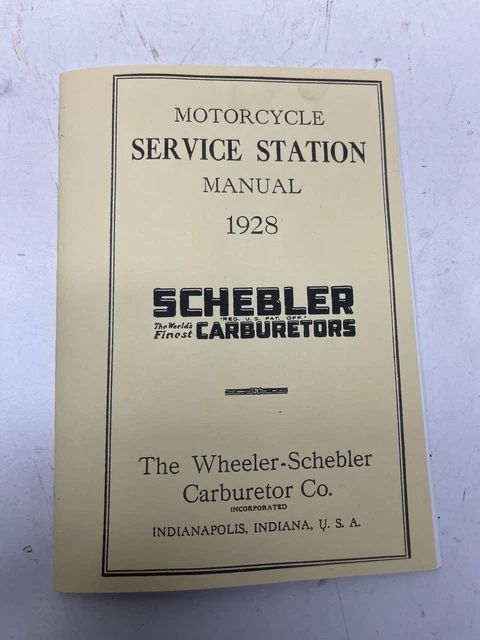 MOTORCYCLE
SERVICE STATION
MANUAL
1928
SCHEBLER
"REG. U. S. PAT. OFF."
The World's
Finest CARBURETORS
The Wheeler-Schebler
Carburetor Co.
INCORPORATED
INDIANAPOLIS, INDIANA, U. S. A.